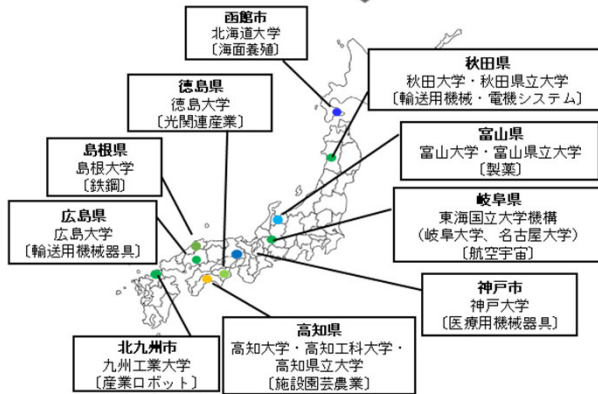 函館市
北海道大学
〔海面養殖〕
秋田県
秋田大学・秋田県立大学
〔輸送用機械・電機システム〕
徳島県
徳島大学
〔光関連産業〕
富山県
富山大学・富山県立大学
〔製薬〕
島根県
島根大学
〔鉄鋼〕
岐阜県
東海国立大学機構
（岐阜大学、名古屋大学）
〔航空宇宙〕
広島県
広島大学
〔輸送用機械器具〕
神戸市
神戸大学
〔医療用機械器具〕
高知県
高知大学・高知工科大学・
高知県立大学
〔施設園芸農業〕
北九州市
九州工業大学
〔産業ロボット〕